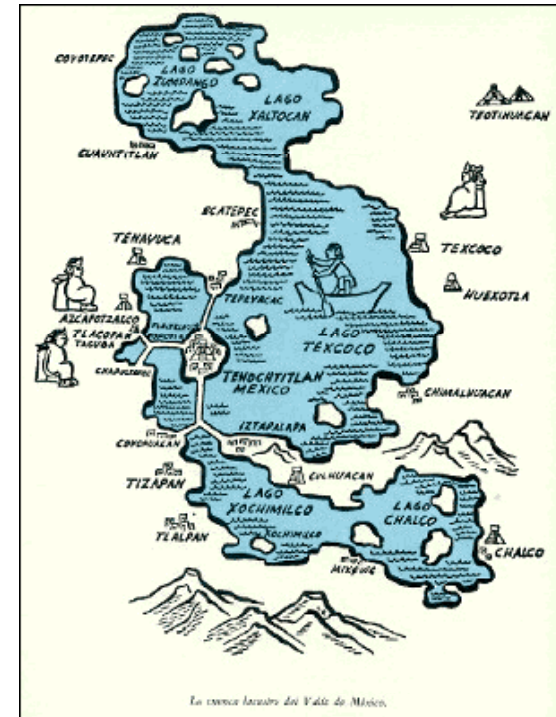 COYOTEPEC
LAGO
ZUMPANGO
LAGO
XALTOCAN
TEOTIHUACAN
CUAUHTITLAN
ECATEPEC
TENAYUCA
TEXCOCO
HUEXOTLA
TEPEYACAC
AZCAPOTZALCO
TLACOPAN
TACUBA
LAGO
TEXCOCO
CHAPULTEPEC
TENOCHTITLAN
MEXICO
CHIMALHUACAN
IZTAPALAPA
COYOHUACAN
CULHUACAN
TIZAPAN
LAGO
XOCHIMILCO
LAGO
CHALCO
TLALPAN
XOCHIMILCO
CHALCO
MIXQUIC
La cuenca lacustre del Valle de México.